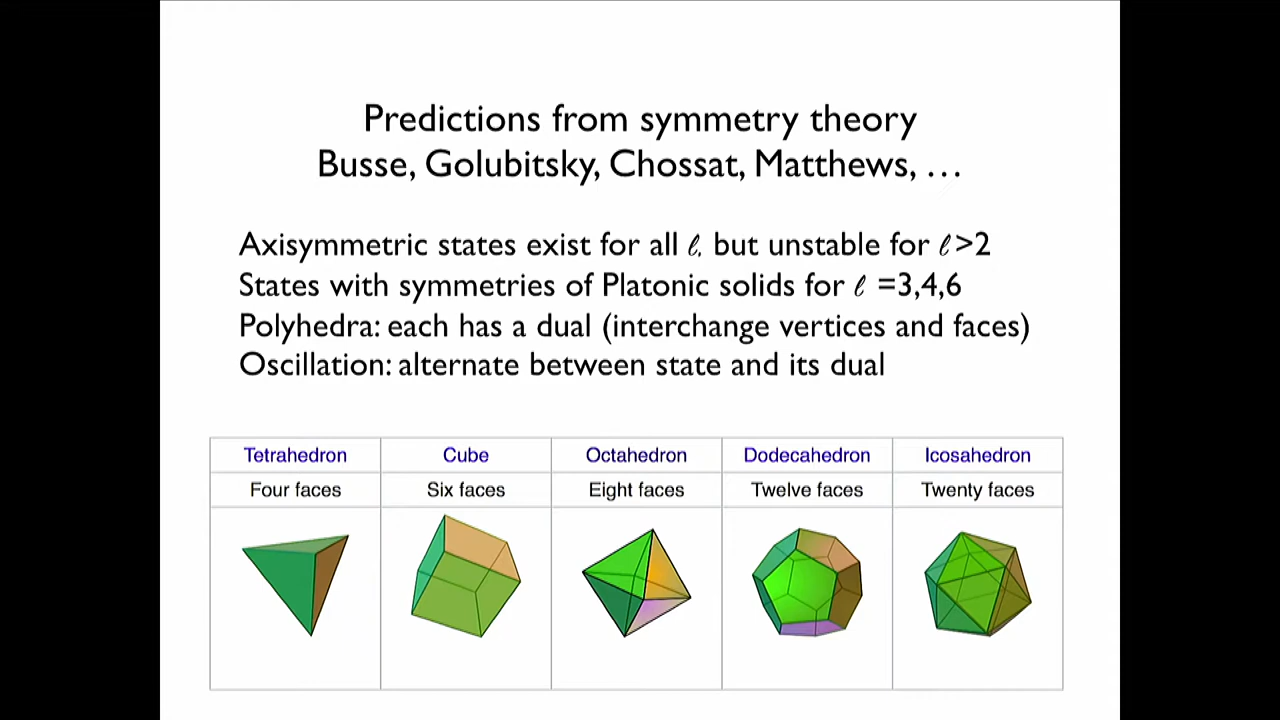 Predictions from symmetry theory
Busse, Golubitsky, Chossat, Matthews, …
Axisymmetric states exist for all ℓ, but unstable for ℓ >2
States with symmetries of Platonic solids for ℓ =3,4,6
Polyhedra: each has a dual (interchange vertices and faces)
Oscillation: alternate between state and its dual
Tetrahedron Cube Octahedron Dodecahedron Icosahedron
Four faces Six faces Eight faces Twelve faces Twenty faces